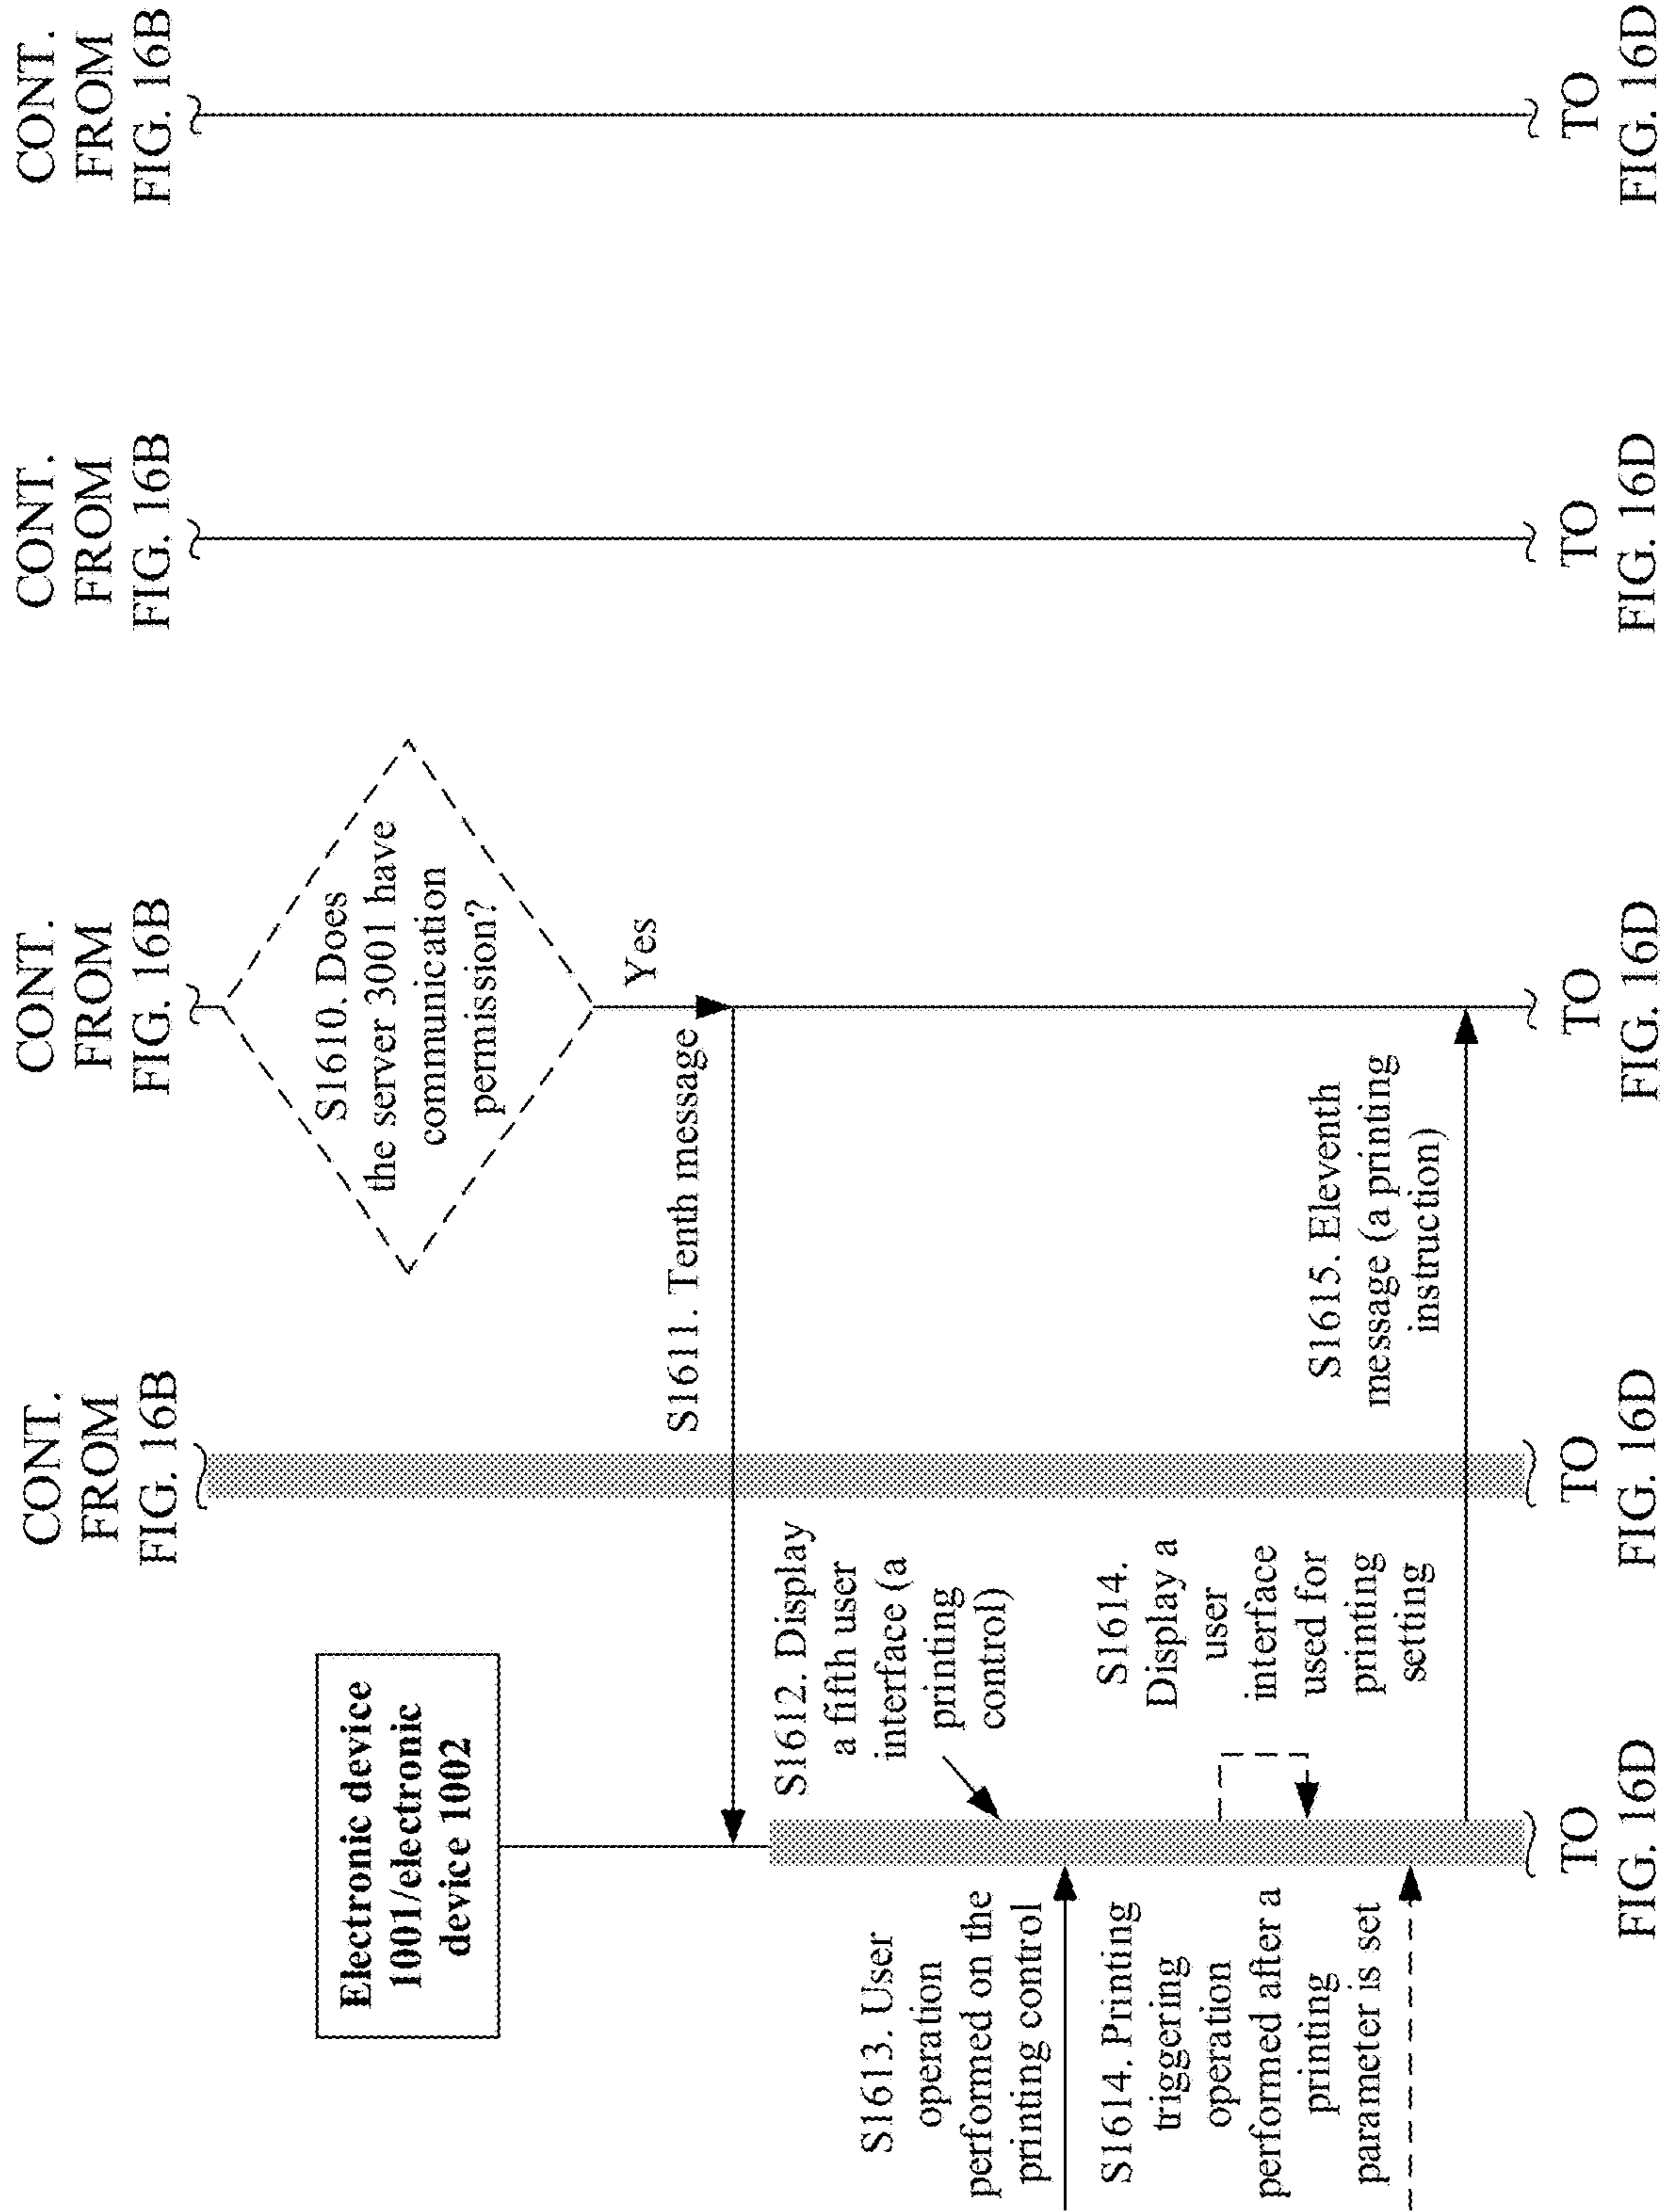 CONT.
FROM
FIG. 16B
CONT.
FROM
FIG. 16B
CONT.
FROM
FIG. 16B
CONT.
FROM
FIG. 16B
Electronic device
1001/electronic
device 1002
S1610. Does
the server 3001 have
communication
permission?
Yes
S1611. Tenth message
S1612. Display
a fifth user
interface (a
printing
control)
S1613. User
operation
performed on the
printing control
S1614.
Display a
user
interface
used for
printing
setting
S1614. Printing
triggering
operation
performed after a
printing
parameter is set
S1615. Eleventh
message (a printing
instruction)
TO
FIG. 16D
TO
FIG. 16D
TO
FIG. 16D
TO
FIG. 16D
TO
FIG. 16D